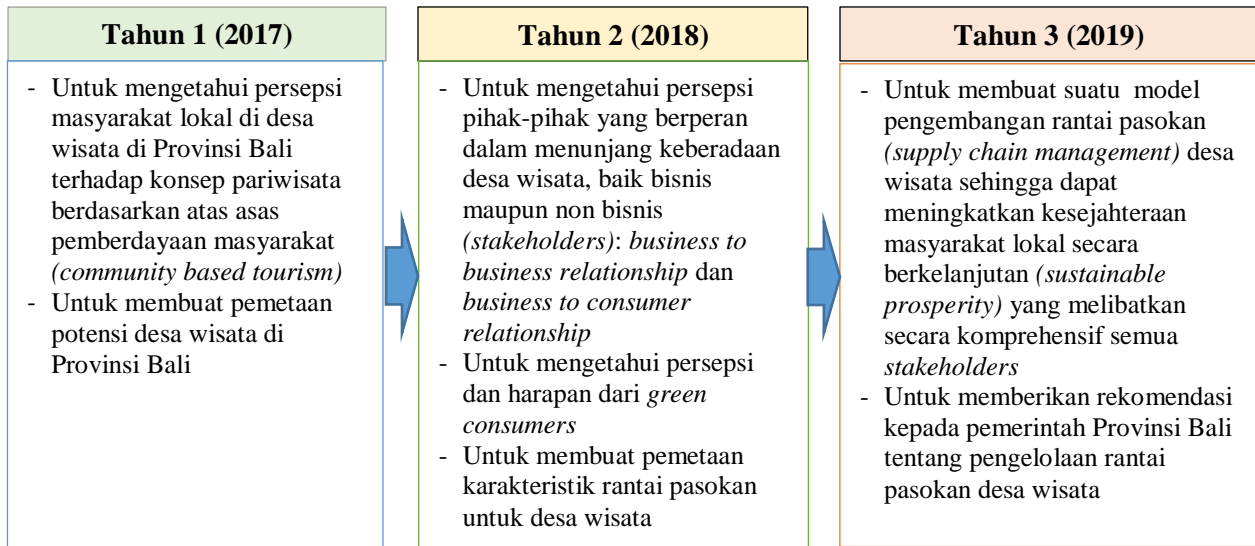 Tahun 1 (2017)
- Untuk mengetahui persepsi
masyarakat lokal di desa
wisata di Provinsi Bali
terhadap konsep pariwisata
berdasarkan atas asas
pemberdayaan masyarakat
(community based tourism)
- Untuk membuat pemetaan
potensi desa wisata di
Provinsi Bali
Tahun 2 (2018)
- Untuk mengetahui persepsi
pihak-pihak yang berperan
dalam menunjang keberadaan
desa wisata, baik bisnis
maupun non bisnis
(stakeholders): business to
business relationship dan
business to consumer
relationship
- Untuk mengetahui persepsi
dan harapan dari green
consumers
- Untuk membuat pemetaan
karakteristik rantai pasokan
untuk desa wisata
Tahun 3 (2019)
- Untuk membuat suatu model
pengembangan rantai pasokan
(supply chain management) desa
wisata sehingga dapat
meningkatkan kesejahteraan
masyarakat lokal secara
berkelanjutan (sustainable
prosperity) yang melibatkan
secara komprehensif semua
stakeholders
- Untuk memberikan rekomendasi
kepada pemerintah Provinsi Bali
tentang pengelolaan rantai
pasokan desa wisata